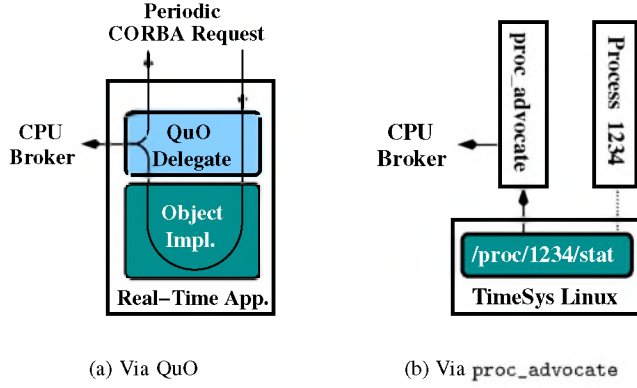 Periodic
CORBA Request
CPU
Broker
QuO
Delegate
Object
Impl.
Real-Time App.
(a) Via QuO
proc_advocate
Process 1234
CPU
Broker
/proc/1234/stat
TimeSys Linux
(b) Via proc_advocate